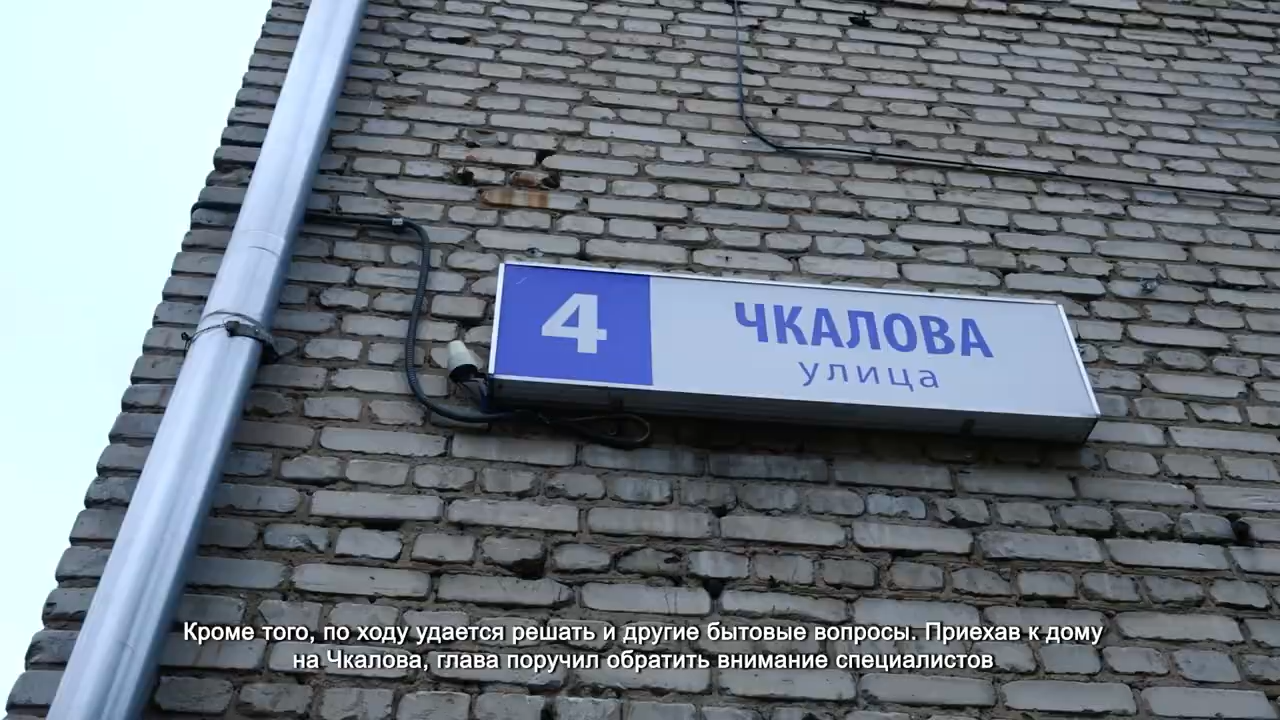 4
ЧКАЛОВА
улица
Кроме того, по ходу удается решать и другие бытовые вопросы. Приехав к дому
на Чкалова, глава поручил обратить внимание специалистов